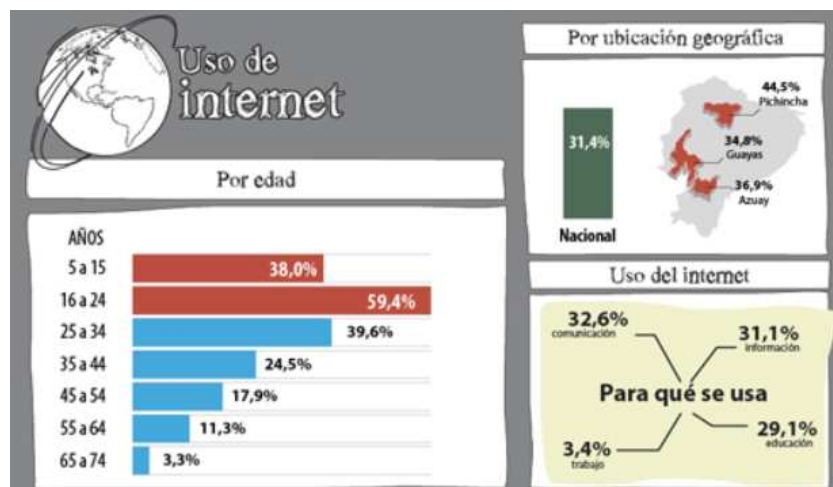 Uso de
internet
Por edad
AÑOS
5 a 15 38,0%
16 a 24 59,4%
25 a 34 39,6%
35 a 44 24,5%
45 a 54 17,9%
55 a 64 11,3%
65 a 74 3,3%
Por ubicación geográfica
31,4%
Nacional
44,5%
Pichincha
34,8%
Guayas
36,9%
Azuay
Uso del internet
32,6%
comunicación
31,1%
información
Para qué se usa
29,1%
educación
3,4%
trabajo